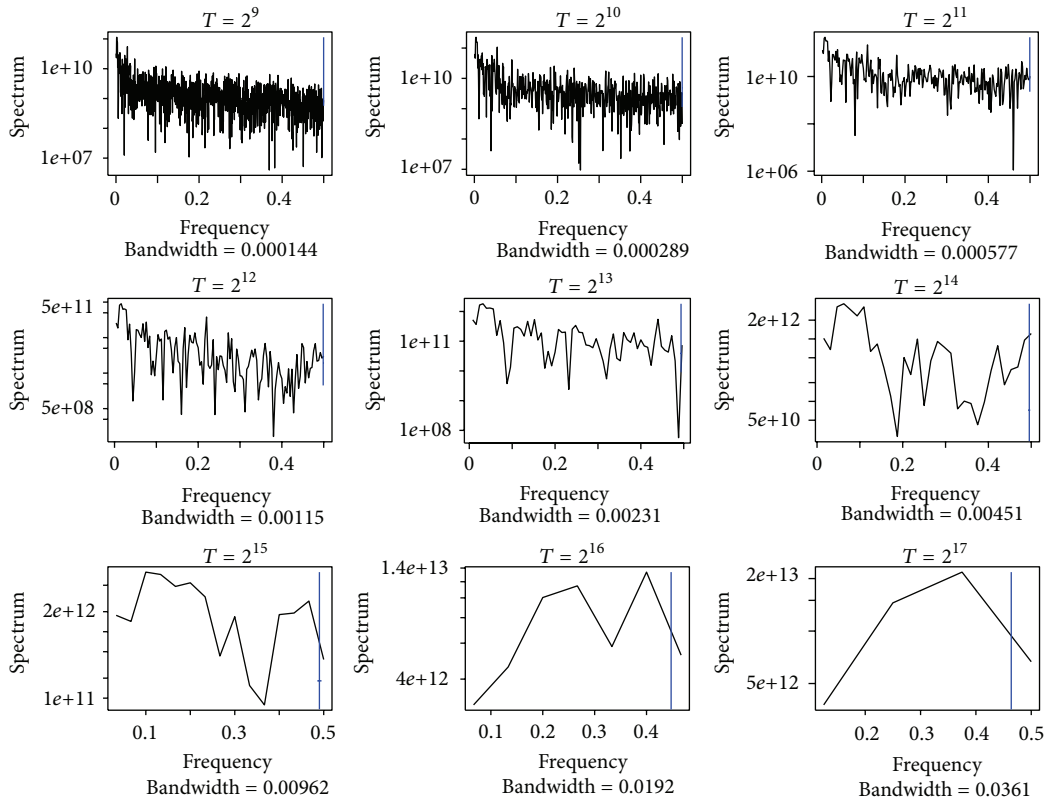 T = 2^9
Spectrum
1e+10
1e+07
0 0.2 0.4
Frequency
Bandwidth = 0.000144
T = 2^10
Spectrum
1e+10
1e+07
0 0.2 0.4
Frequency
Bandwidth = 0.000289
T = 2^11
Spectrum
1e+10
1e+06
0 0.2 0.4
Frequency
Bandwidth = 0.000577
T = 2^12
Spectrum
5e+11
5e+08
0 0.2 0.4
Frequency
Bandwidth = 0.00115
T = 2^13
Spectrum
1e+11
1e+08
0 0.2 0.4
Frequency
Bandwidth = 0.00231
T = 2^14
Spectrum
2e+12
5e+10
0 0.2 0.4
Frequency
Bandwidth = 0.00451
T = 2^15
Spectrum
2e+12
1e+11
0.1 0.3 0.5
Frequency
Bandwidth = 0.00962
T = 2^16
Spectrum
1.4e+13
4e+12
0.1 0.2 0.3 0.4
Frequency
Bandwidth = 0.0192
T = 2^17
Spectrum
2e+13
5e+12
0.2 0.3 0.4 0.5
Frequency
Bandwidth = 0.0361